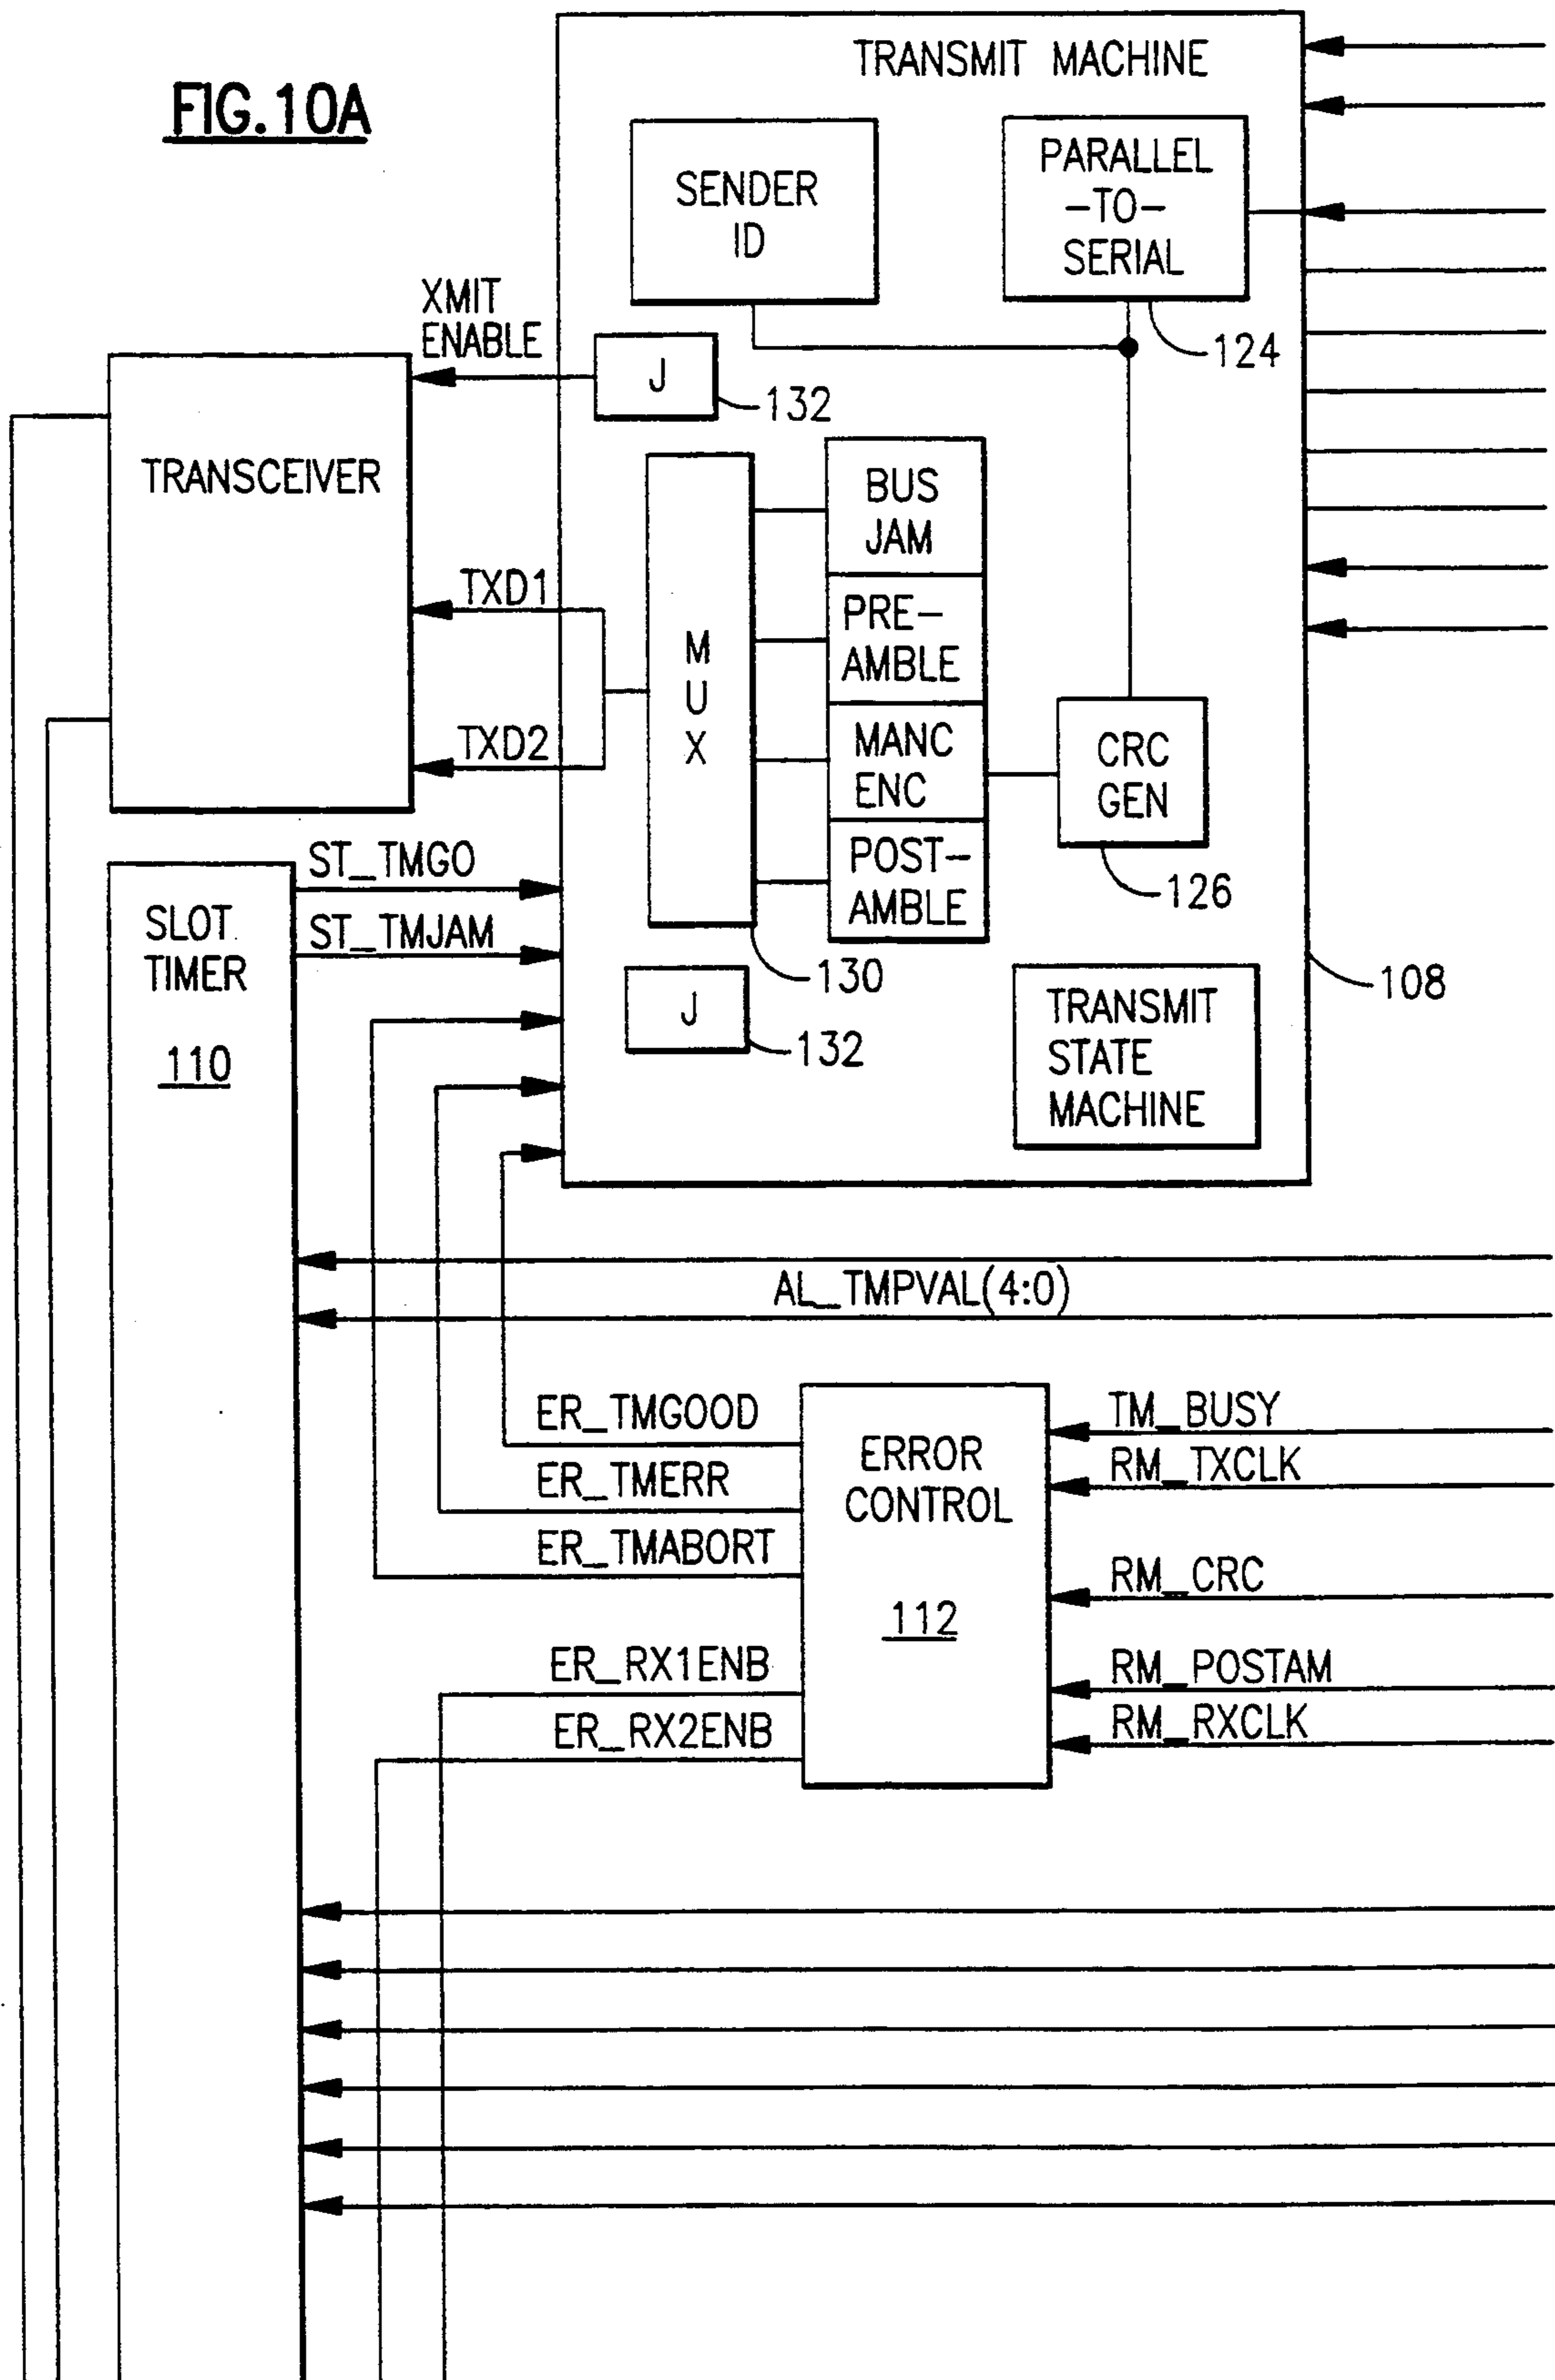 FIG.10A
TRANSMIT MACHINE
SENDER
ID
PARALLEL
-TO-
SERIAL
124
XMIT
ENABLE
J
132
TRANSCEIVER
BUS
JAM
TXD1
PRE-
AMBLE
M
U
X
TXD2
MANC
ENC
CRC
GEN
POST-
AMBLE
126
ST_TMGO
SLOT
TIMER
ST_TMJAM
110
130
J
132
108
TRANSMIT
STATE
MACHINE
AL_TMPVAL(4:0)
ER_TMGOOD
ER_TMERR
ER_TMABORT
ER_RX1ENB
ER_RX2ENB
ERROR
CONTROL
112
TM_BUSY
RM_TXCLK
RM_CRC
RM_POSTAM
RM_RXCLK